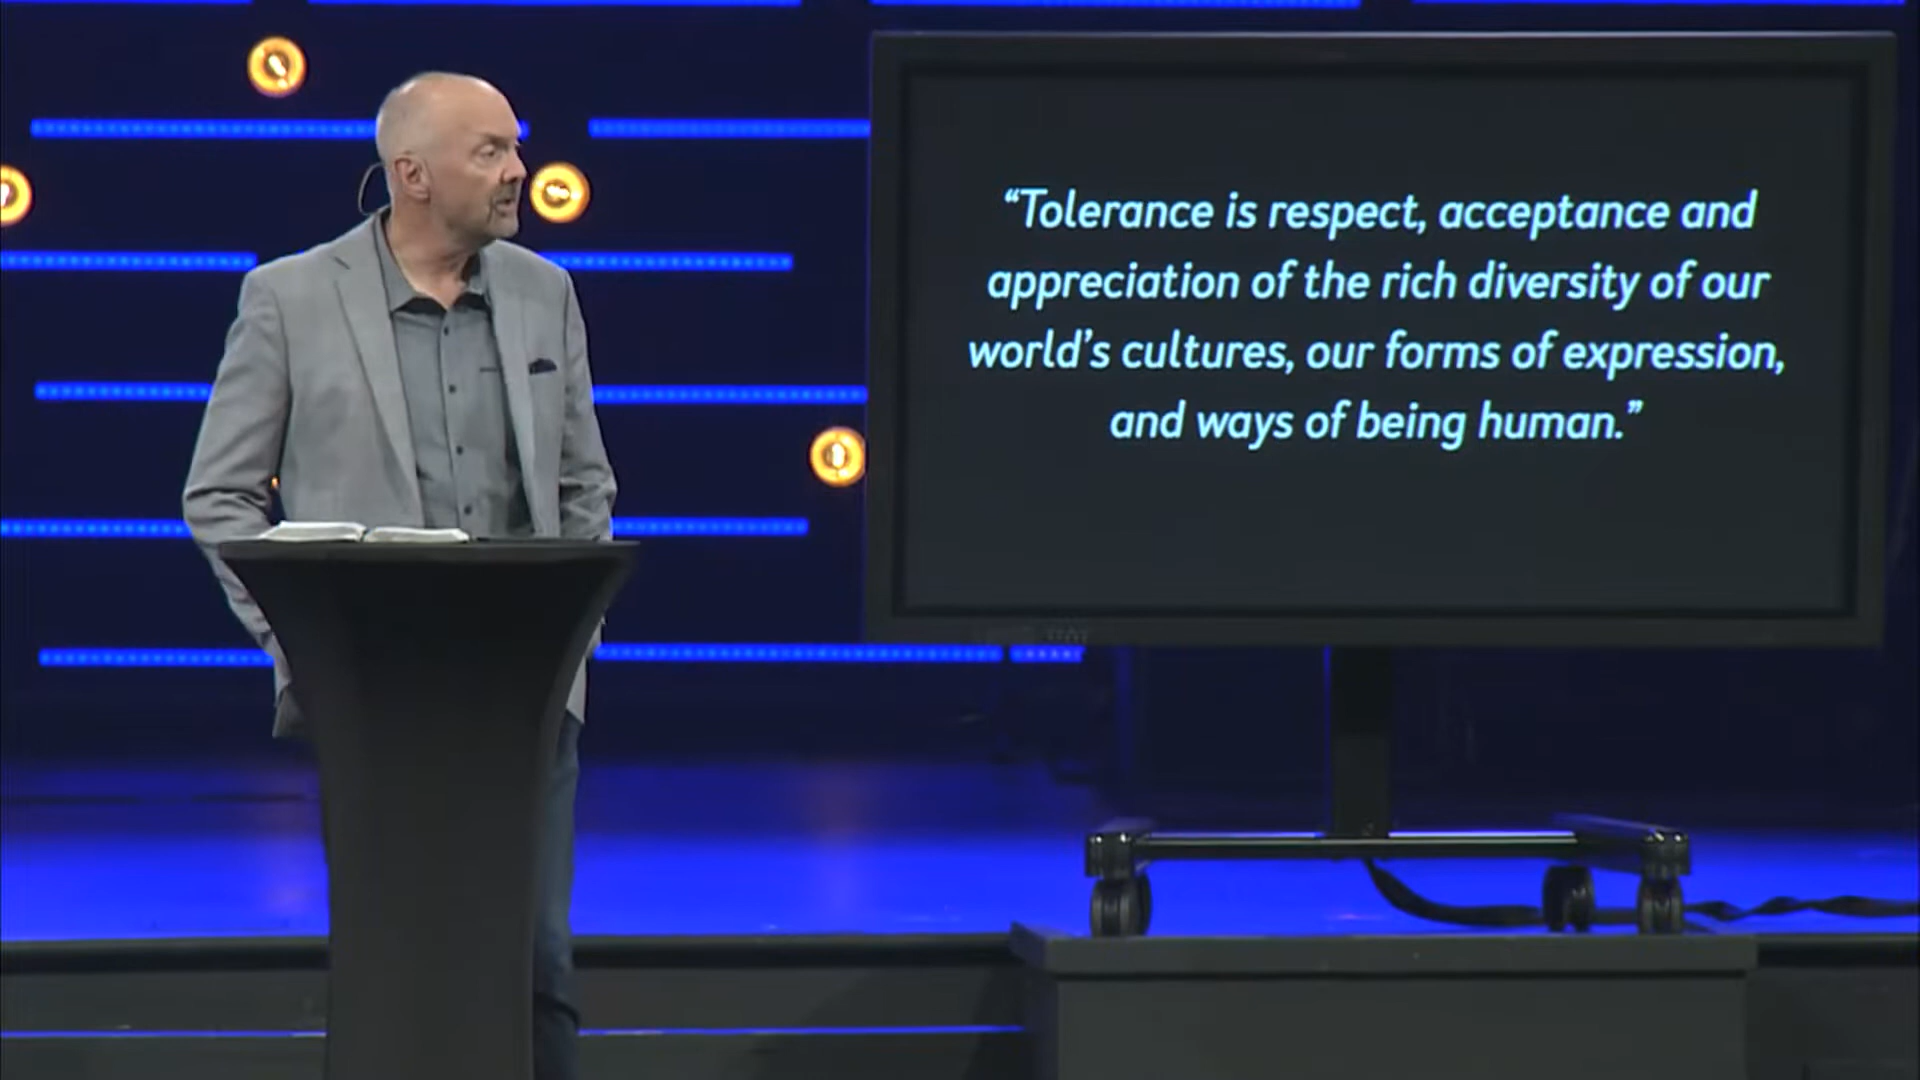 “Tolerance is respect, acceptance and
appreciation of the rich diversity of our
world’s cultures, our forms of expression,
and ways of being human.”